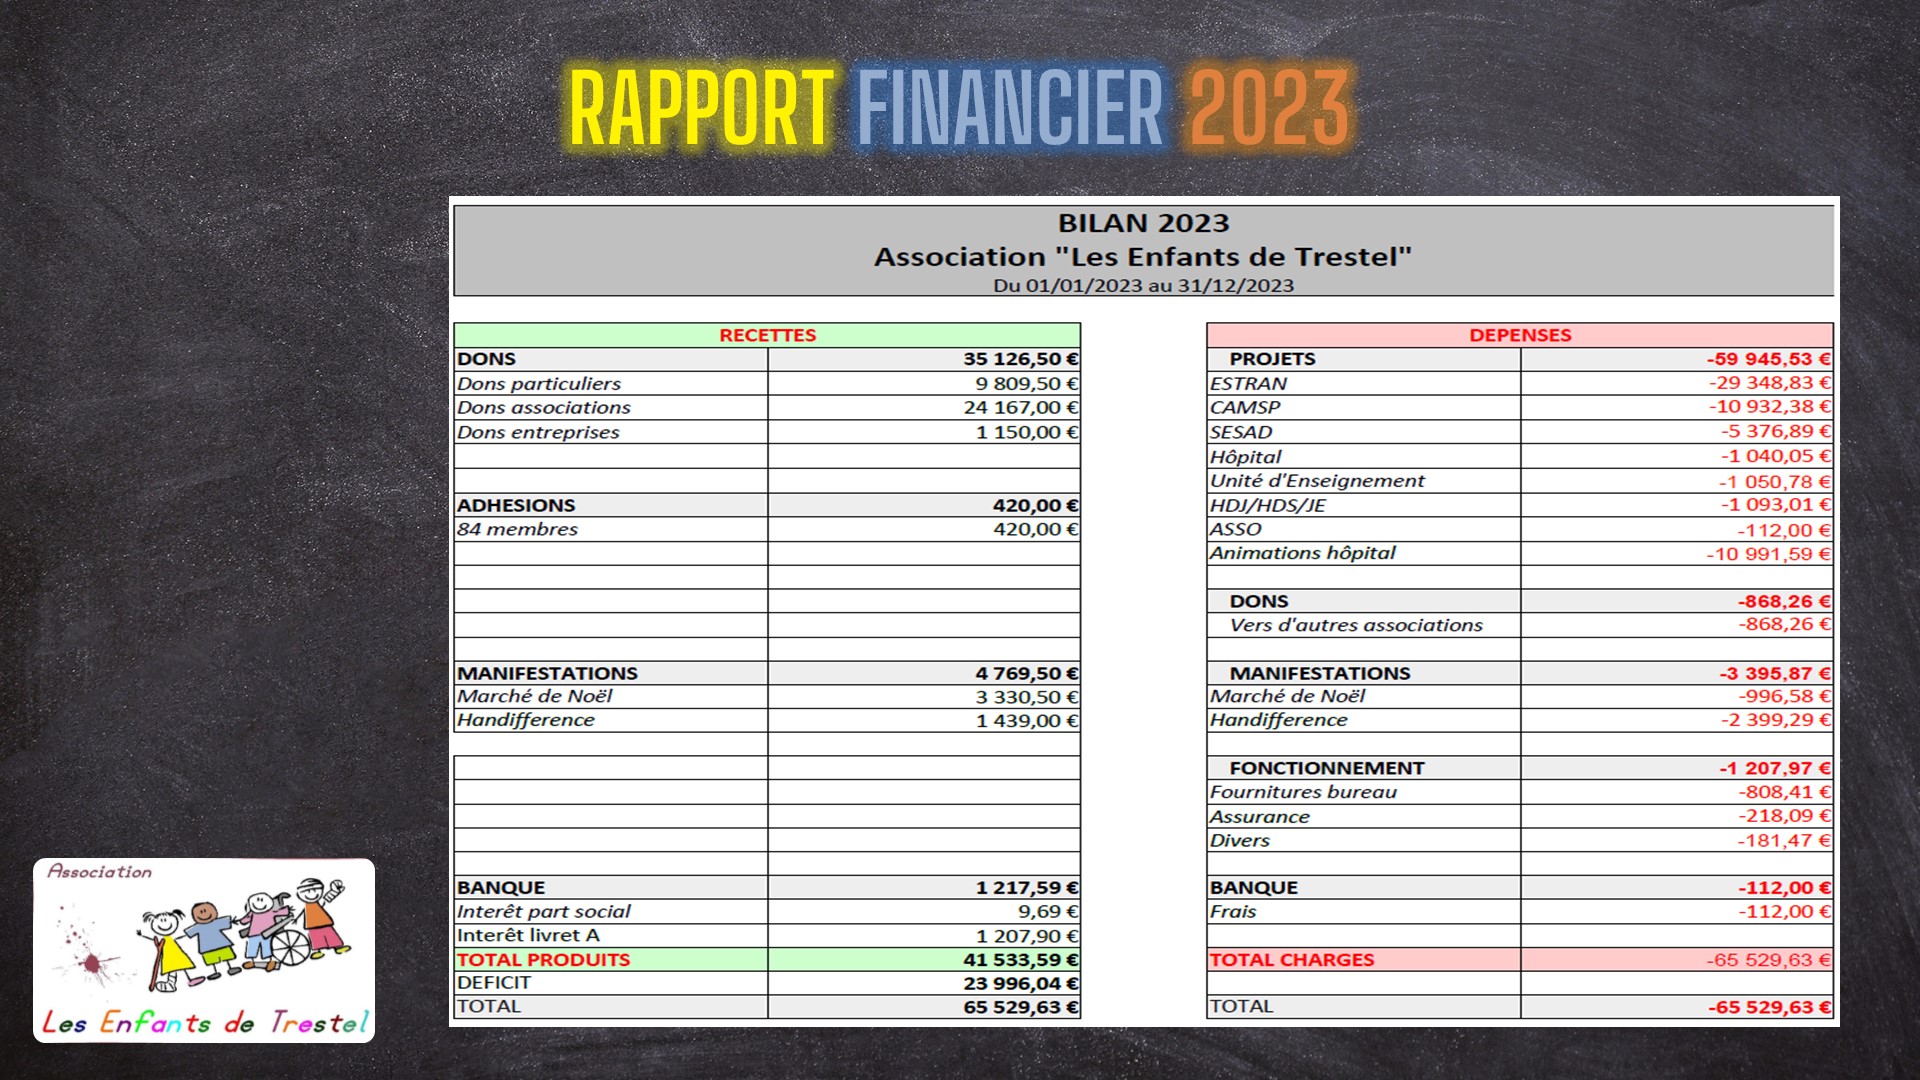 RAPPORT FINANCIER 2023
BILAN 2023
Association "Les Enfants de Trestel"
Du 01/01/2023 au 31/12/2023
RECETTES
DONS 35 126,50 €
Dons particuliers 9 809,50 €
Dons associations 24 167,00 €
Dons entreprises 1 150,00 €
ADHESIONS 420,00 €
84 membres 420,00 €
MANIFESTATIONS 4 769,50 €
Marché de Noël 3 330,50 €
Handifference 1 439,00 €
BANQUE 1 217,59 €
Interêt part social 9,69 €
Interêt livret A 1 207,90 €
TOTAL PRODUITS 41 533,59 €
DEFICIT 23 996,04 €
TOTAL 65 529,63 €
DEPENSES
PROJETS -59 945,53 €
ESTRAN -29 348,83 €
CAMSP -10 932,38 €
SESAD -5 376,89 €
Hôpital -1 040,05 €
Unité d'Enseignement -1 050,78 €
HDJ/HDS/JE -1 093,01 €
ASSO -112,00 €
Animations hôpital -10 991,59 €
DONS -868,26 €
Vers d'autres associations -868,26 €
MANIFESTATIONS -3 395,87 €
Marché de Noël -996,58 €
Handifference -2 399,29 €
FONCTIONNEMENT -1 207,97 €
Fournitures bureau -808,41 €
Assurance -218,09 €
Divers -181,47 €
BANQUE -112,00 €
Frais -112,00 €
TOTAL CHARGES -65 529,63 €
TOTAL -65 529,63 €
Association
Les Enfants de Trestel